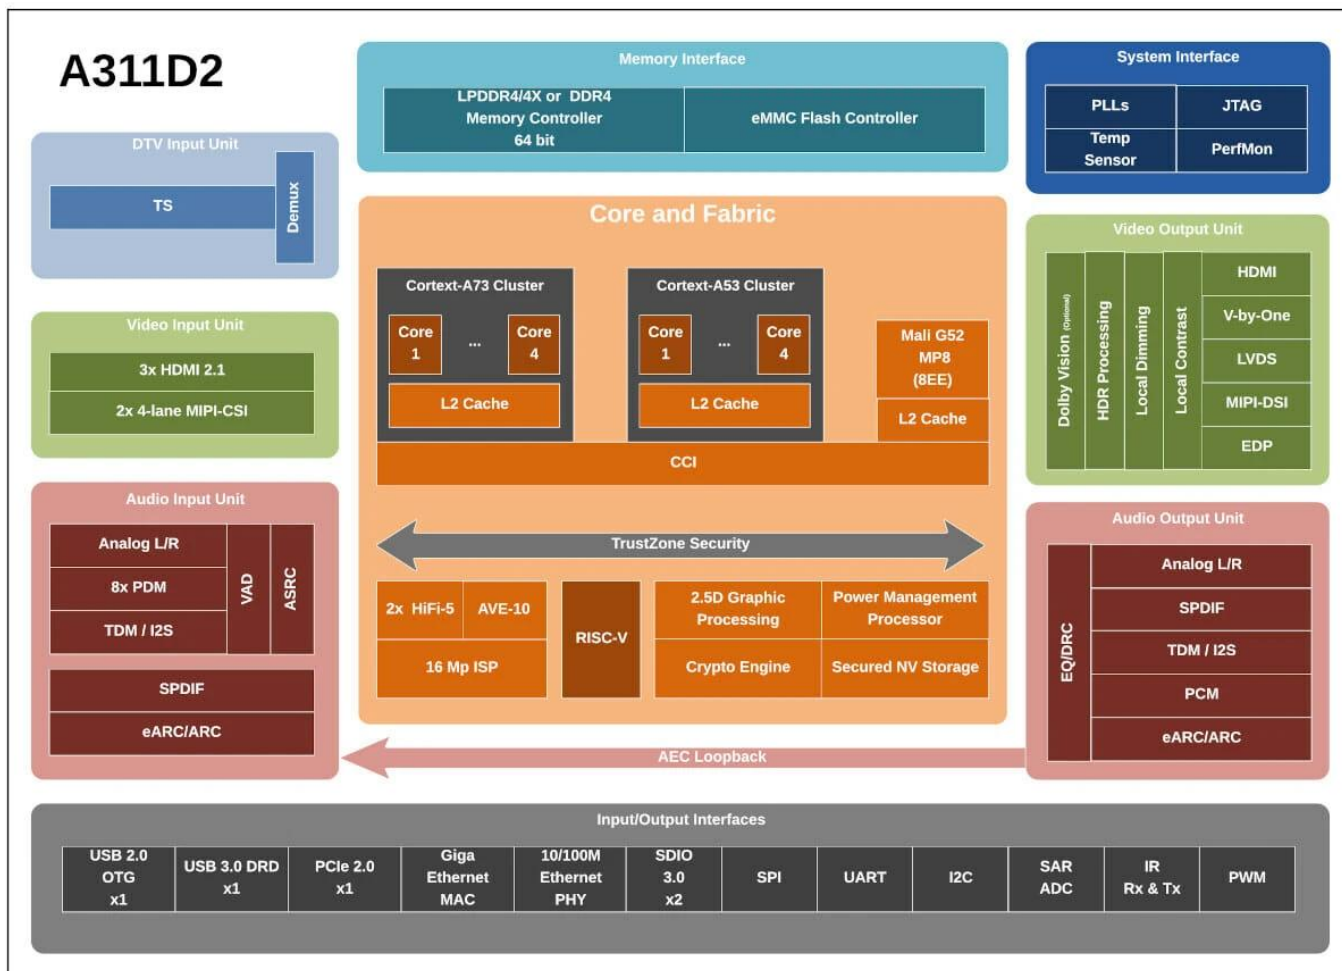 A311D2
Memory Interface
LPDDR4/4X or DDR4
Memory Controller
64 bit
eMMC Flash Controller
System Interface
PLLs
JTAG
Temp
Sensor
PerfMon
DTV Input Unit
TS
Demux
Video Input Unit
3x HDMI 2.1
2x 4-lane MIPI-CSI
Audio Input Unit
Analog L/R
8x PDM
TDM / I2S
VAD
ASRC
SPDIF
eARC/ARC
Core and Fabric
Cortext-A73 Cluster
Core
1
...
Core
4
L2 Cache
Cortext-A53 Cluster
Core
1
...
Core
4
L2 Cache
Mali G52
MP8
(8EE)
L2 Cache
CCI
TrustZone Security
2x HiFi-5
AVE-10
16 Mp ISP
RISC-V
2.5D Graphic
Processing
Power Management
Processor
Crypto Engine
Secured NV Storage
Video Output Unit
Dolby Vision (Optional)
HDR Processing
Local Dimming
Local Contrast
HDMI
V-by-One
LVDS
MIPI-DSI
EDP
Audio Output Unit
EQ/DRC
Analog L/R
SPDIF
TDM / I2S
PCM
eARC/ARC
AEC Loopback
Input/Output Interfaces
USB 2.0
OTG
x1
USB 3.0 DRD
x1
PCIe 2.0
x1
Giga
Ethernet
MAC
10/100M
Ethernet
PHY
SDIO
3.0
x2
SPI
UART
I2C
SAR
ADC
IR
Rx & Tx
PWM